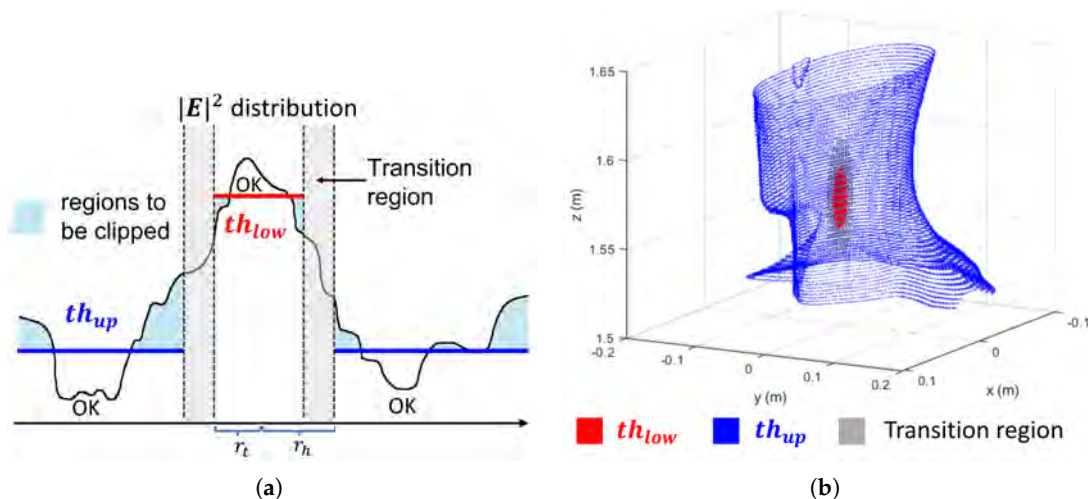 |E|² distribution
Transition
region
OK
regions to
be clipped
th_low
th_up
OK
OK
r_t
r_h
(a)
1.65
1.6
1.55
1.5
z (m)
-0.2
-0.1
0
0.1
0.2
y (m)
0.1
0
-0.1
x (m)
th_low
th_up
Transition region
(b)